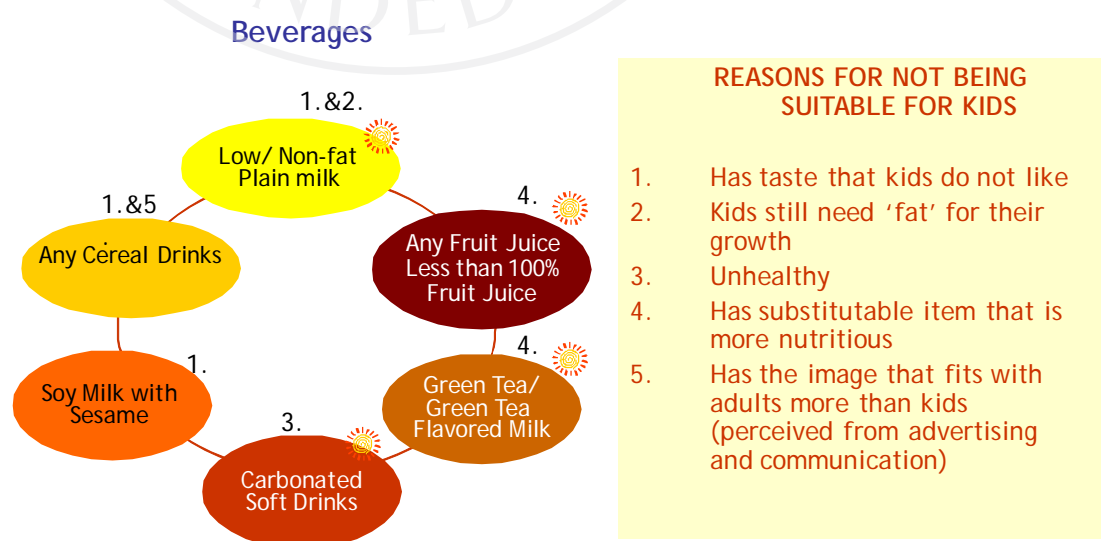 NDED
Beverages
1.&2.
Low/ Non-fat
Plain milk
4.
Any Fruit Juice
Less than 100%
Fruit Juice
4.
Green Tea/
Green Tea
Flavored Milk
3.
Carbonated
Soft Drinks
1.
Soy Milk with
Sesame
1.&5
Any Cereal Drinks
REASONS FOR NOT BEING
SUITABLE FOR KIDS
1. Has taste that kids do not like
2. Kids still need ‘fat’ for their
growth
3. Unhealthy
4. Has substitutable item that is
more nutritious
5. Has the image that fits with
adults more than kids
(perceived from advertising
and communication)